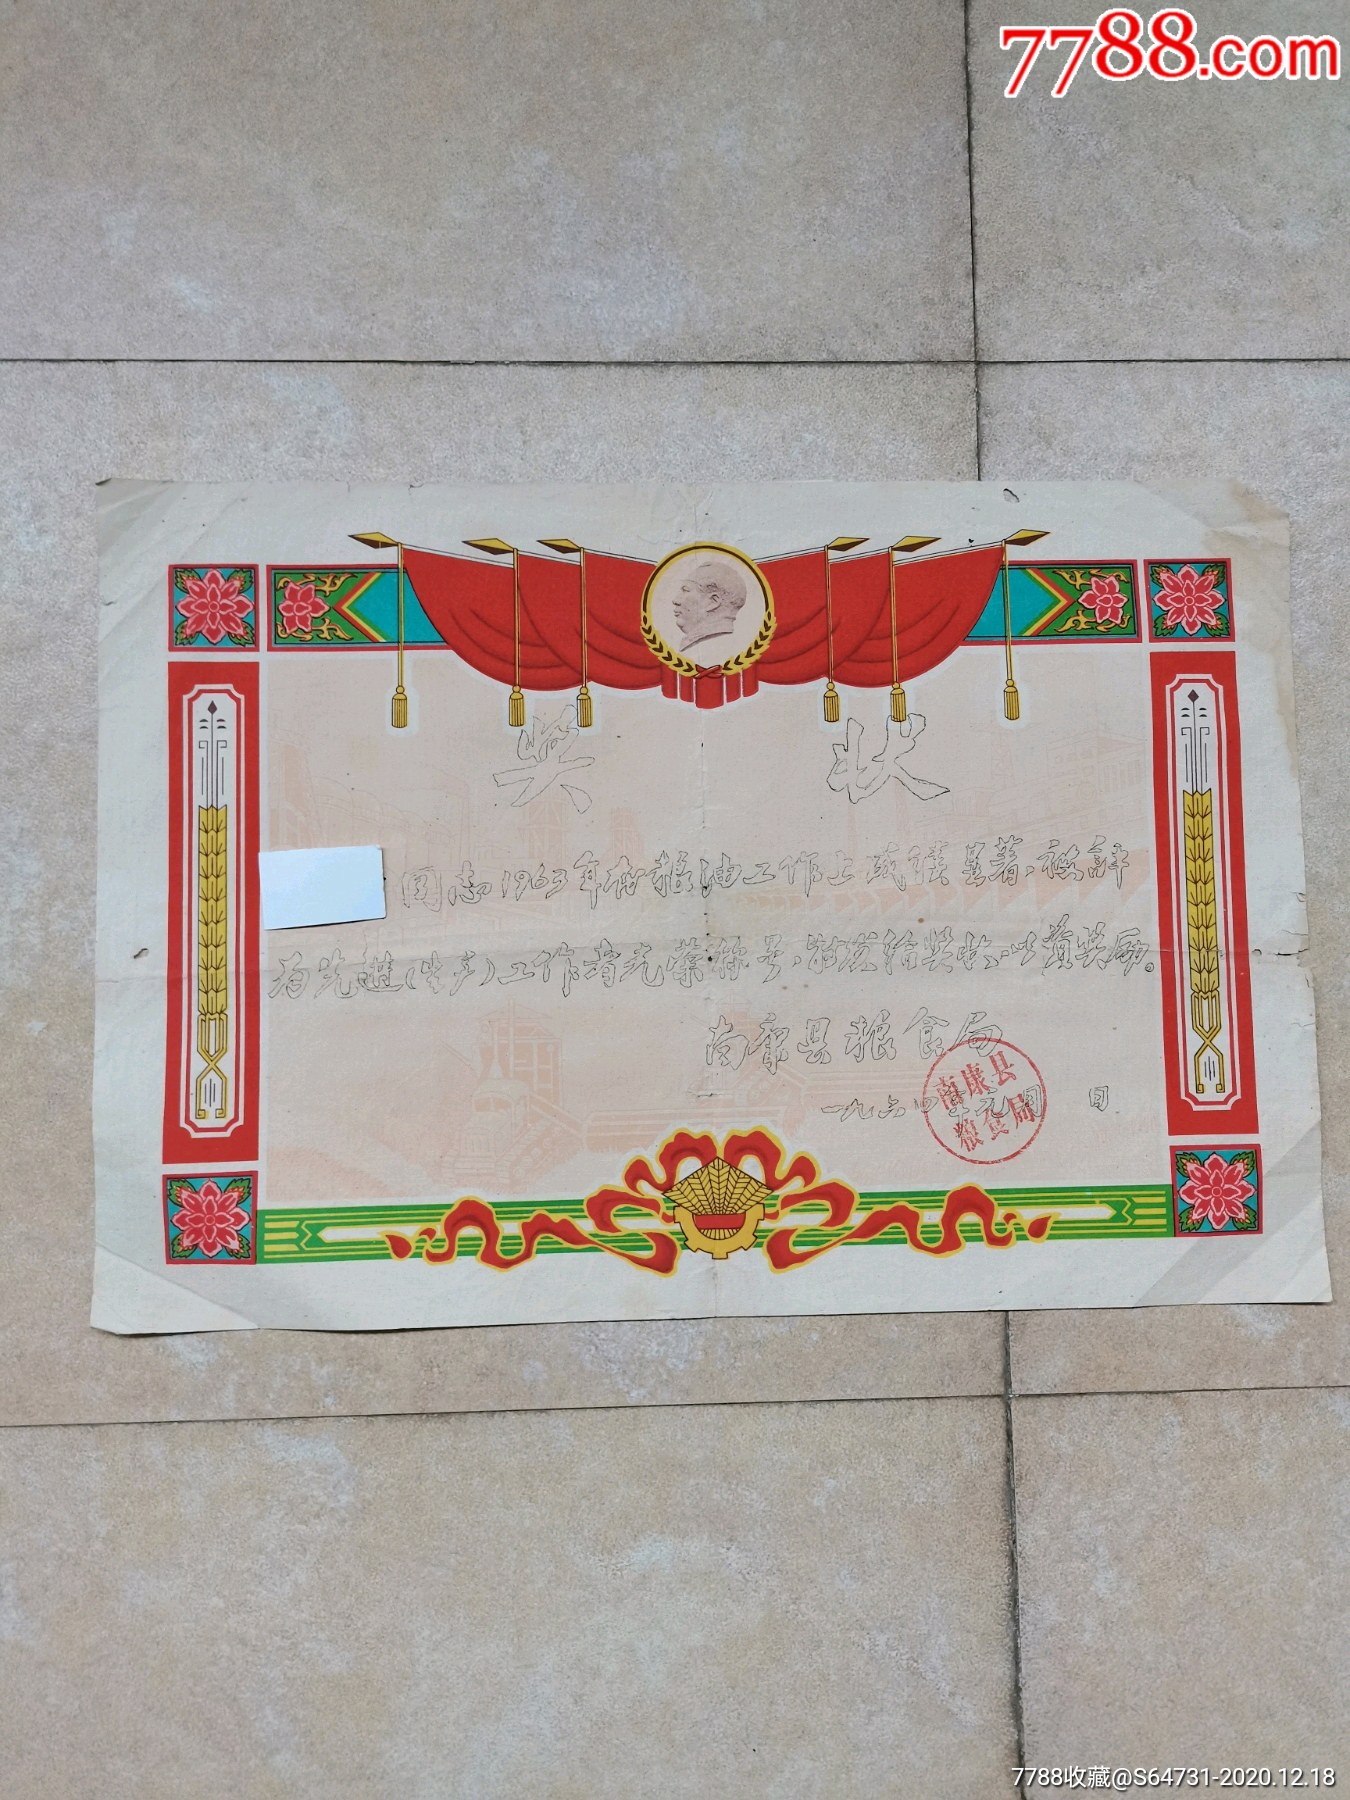 7788.com
奖状
同志1963年在粮油工作上成绩显著、被评
为先进(生产)工作者光荣称号、特发给奖状、以资奖励。
南康县粮食局
一九六四年元月 日
南康县
粮食局
7788收藏@S64731-2020.12.18